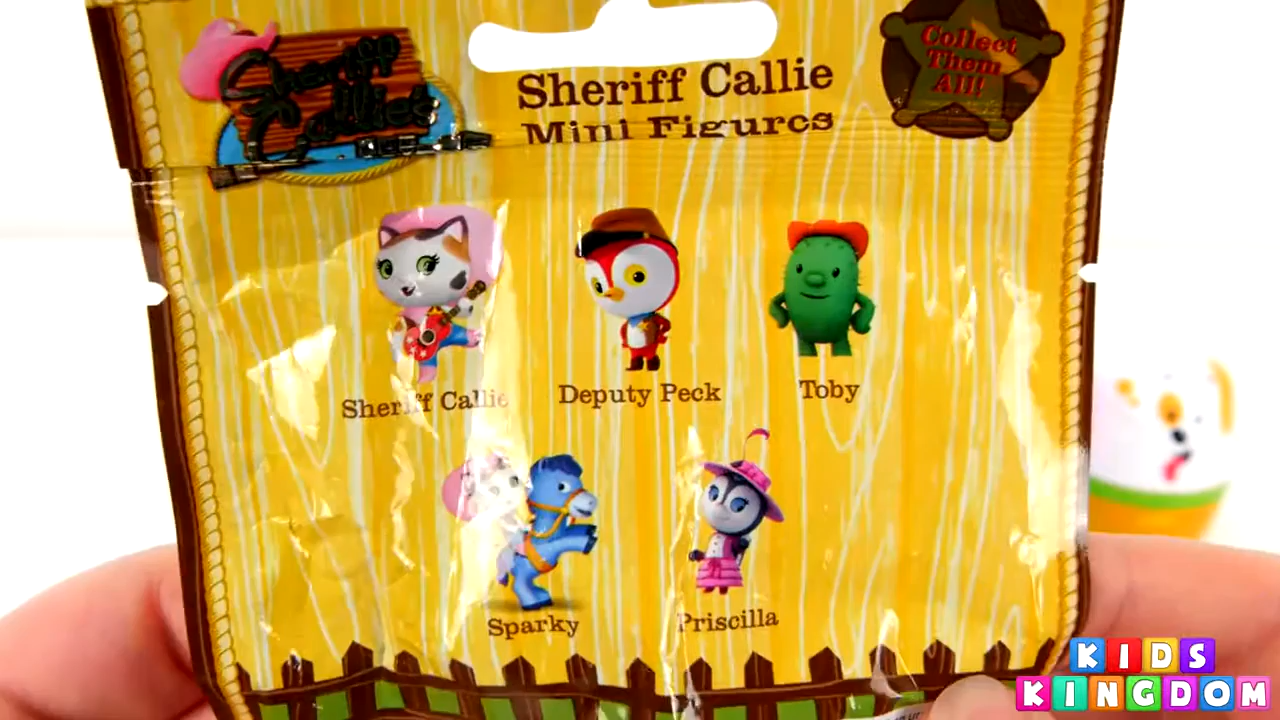 Sheriff
Callie's
Sheriff Callie
Mini Figures
Collect
Them
All!
Sheriff Callie
Deputy Peck
Toby
Sparky
Priscilla
KIDS
KINGDOM